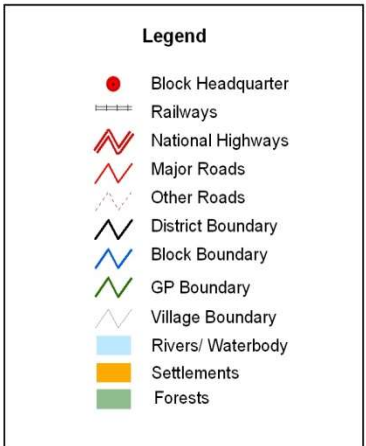 Legend
Block Headquarter
Railways
National Highways
Major Roads
Other Roads
District Boundary
Block Boundary
GP Boundary
Village Boundary
Rivers/ Waterbody
Settlements
Forests